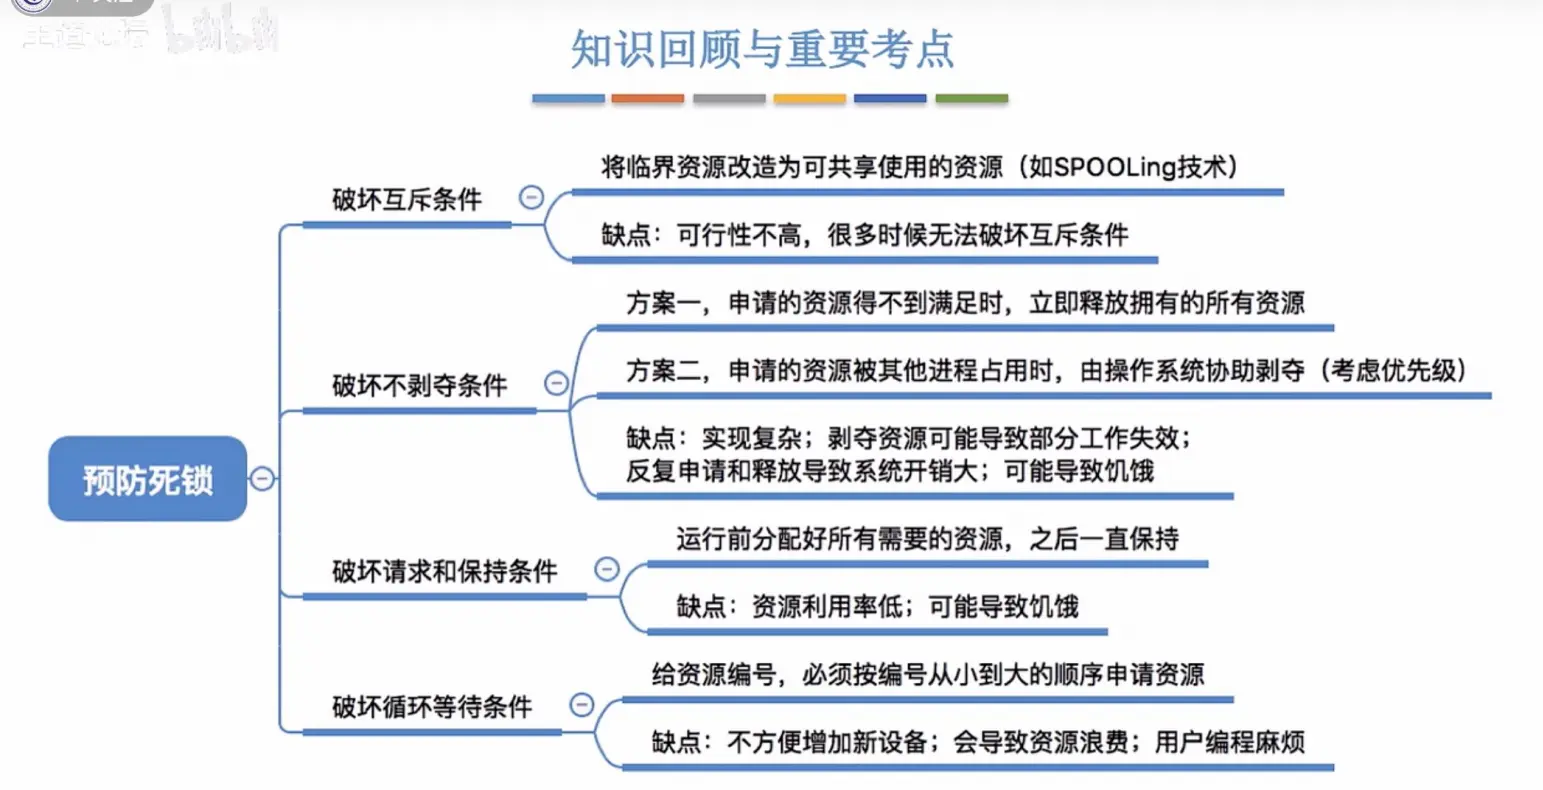 bilibili
知识回顾与重要考点
将临界资源改造为可共享使用的资源（如SPOOLing技术）
破坏互斥条件
缺点：可行性不高，很多时候无法破坏互斥条件
方案一，申请的资源得不到满足时，立即释放拥有的所有资源
方案二，申请的资源被其他进程占用时，由操作系统协助剥夺（考虑优先级）
破坏不剥夺条件
缺点：实现复杂；剥夺资源可能导致部分工作失效；
反复申请和释放导致系统开销大；可能导致饥饿
预防死锁
运行前分配好所有需要的资源，之后一直保持
破坏请求和保持条件
缺点：资源利用率低；可能导致饥饿
给资源编号，必须按编号从小到大的顺序申请资源
破坏循环等待条件
缺点：不方便增加新设备；会导致资源浪费；用户编程麻烦